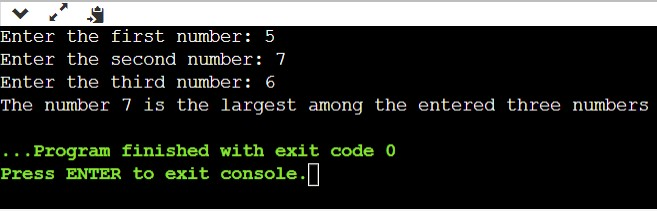 Enter the first number: 5
Enter the second number: 7
Enter the third number: 6
The number 7 is the largest among the entered three numbers
...Program finished with exit code 0
Press ENTER to exit console.